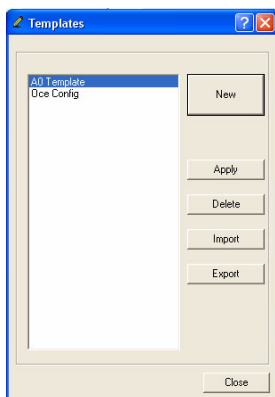 Templates
A0 Template
Oce Config
New
Apply
Delete
Import
Export
Close